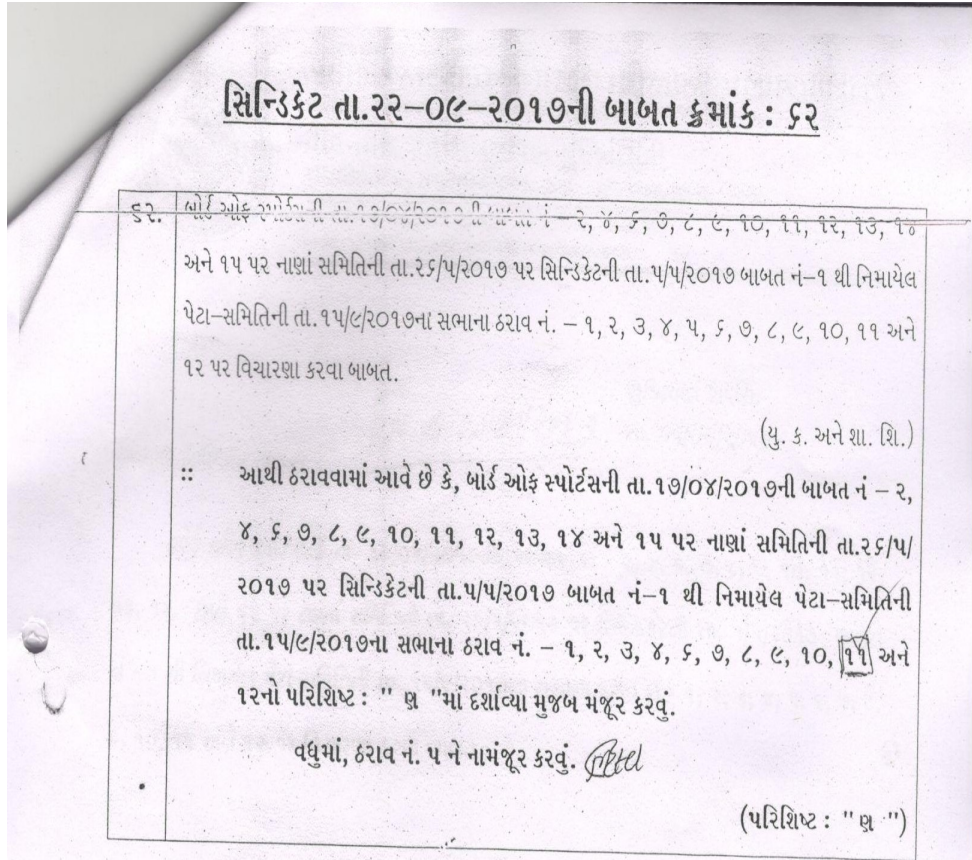 સિન્ડિકેટ તા.૨૨−૦૯−૨૦૧૭ની બાબત ક્રમાંક : ૬૨
૬૨. બોર્ડ ઓફ સ્પોર્ટસની તા.૧૭/૦૪/૨૦૧૭ની બાબત નં − ૨, ૪, ૬, ૭, ૮, ૯, ૧૦, ૧૧, ૧૨, ૧૩, ૧૪
અને ૧૫ પર નાણાં સમિતિની તા.૨૬/૫/૨૦૧૭ પર સિન્ડિકેટની તા.૫/૫/૨૦૧૭ બાબત નં−૧ થી નિમાયેલ
પેટા−સમિતિની તા.૧૫/૯/૨૦૧૭ના સભાના ઠરાવ નં. − ૧, ૨, ૩, ૪, ૫, ૬, ૭, ૮, ૯, ૧૦, ૧૧ અને
૧૨ પર વિચારણા કરવા બાબત.
(યુ. ક. અને શા. શિ.)
:: આથી ઠરાવવામાં આવે છે કે, બોર્ડ ઓફ સ્પોર્ટસની તા.૧૭/૦૪/૨૦૧૭ની બાબત નં − ૨,
૪, ૬, ૭, ૮, ૯, ૧૦, ૧૧, ૧૨, ૧૩, ૧૪ અને ૧૫ પર નાણાં સમિતિની તા.૨૬/૫/
૨૦૧૭ પર સિન્ડિકેટની તા.૫/૫/૨૦૧૭ બાબત નં−૧ થી નિમાયેલ પેટા−સમિતિની
તા.૧૫/૯/૨૦૧૭ના સભાના ઠરાવ નં. − ૧, ૨, ૩, ૪, ૬, ૭, ૮, ૯, ૧૦, ૧૧ અને
૧૨નો પરિશિષ્ટ : " ણ "માં દર્શાવ્યા મુજબ મંજૂર કરવું.
વધુમાં, ઠરાવ નં. ૫ ને નામંજૂર કરવું.
(પરિશિષ્ટ : " ણ ")